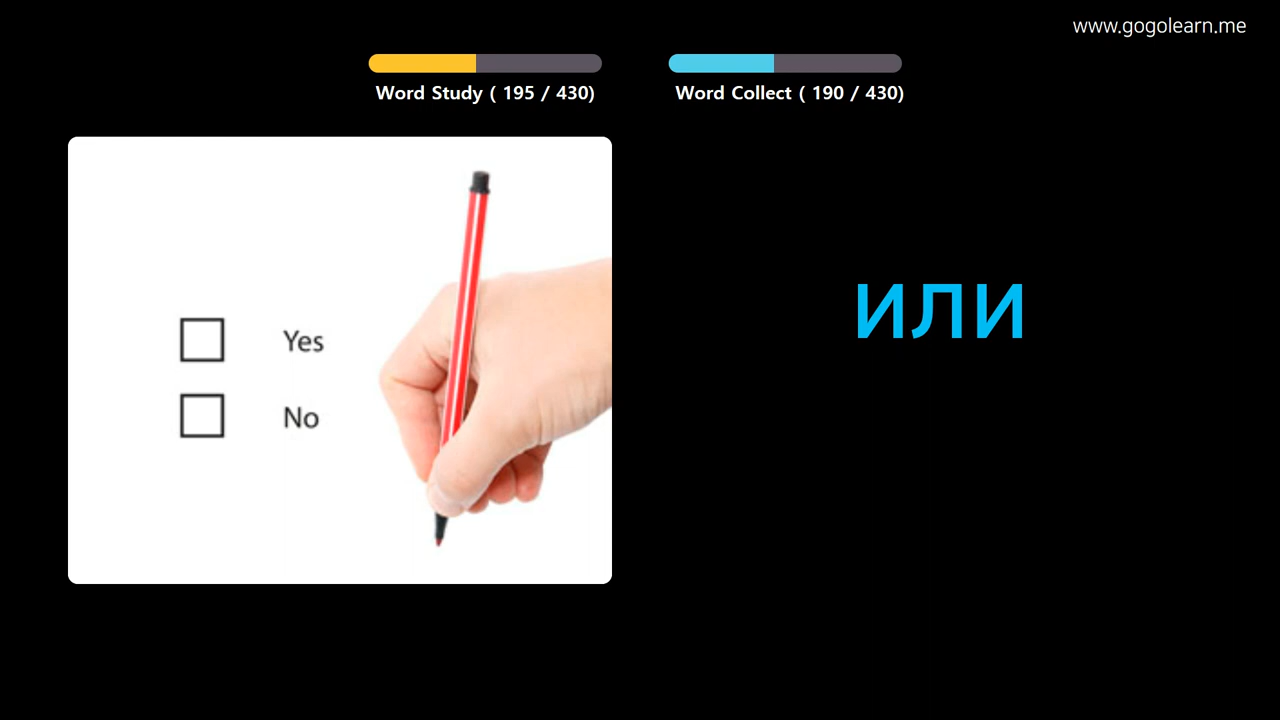 www.gogolearn.me
Word Study ( 195 / 430)
Word Collect ( 190 / 430)
или
Yes
No